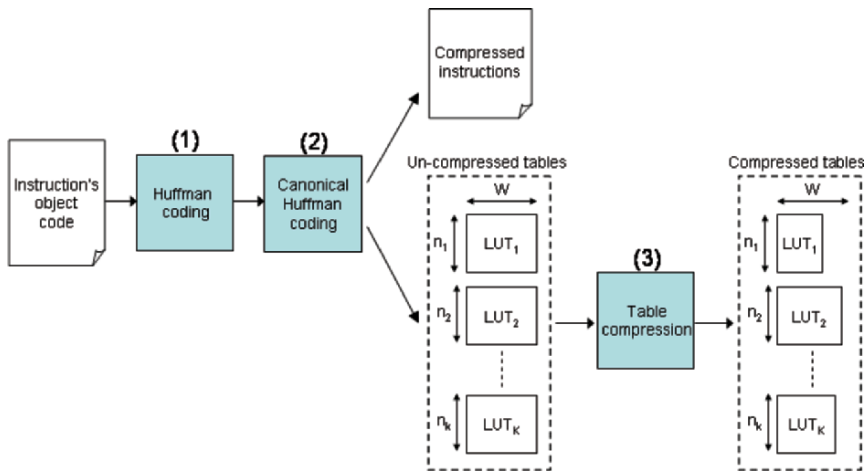 Compressed
instructions
(1)
(2)
Instruction's
object
code
Huffman
coding
Canonical
Huffman
coding
Un-compressed tables
W
n1
LUT1
n2
LUT2
nk
LUTK
(3)
Table
compression
Compressed tables
W
n1
LUT1
n2
LUT2
nk
LUTK